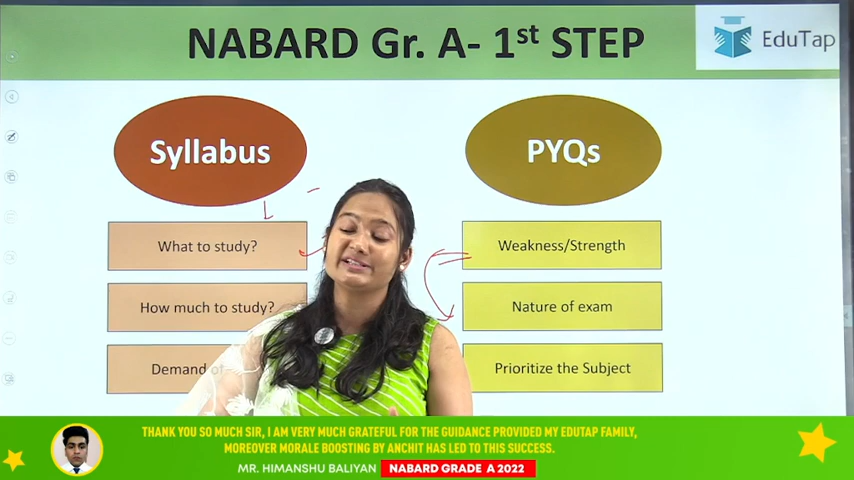 NABARD Gr. A- 1st STEP
EduTap
Syllabus
What to study?
How much to study?
Demand of
PYQs
Weakness/Strength
Nature of exam
Prioritize the Subject
THANK YOU SO MUCH SIR, I AM VERY MUCH GRATEFUL FOR THE GUIDANCE PROVIDED MY EDUTAP FAMILY,
MOREOVER MORALE BOOSTING BY ANCHIT HAS LED TO THIS SUCCESS.
MR. HIMANSHU BALIYAN NABARD GRADE A 2022